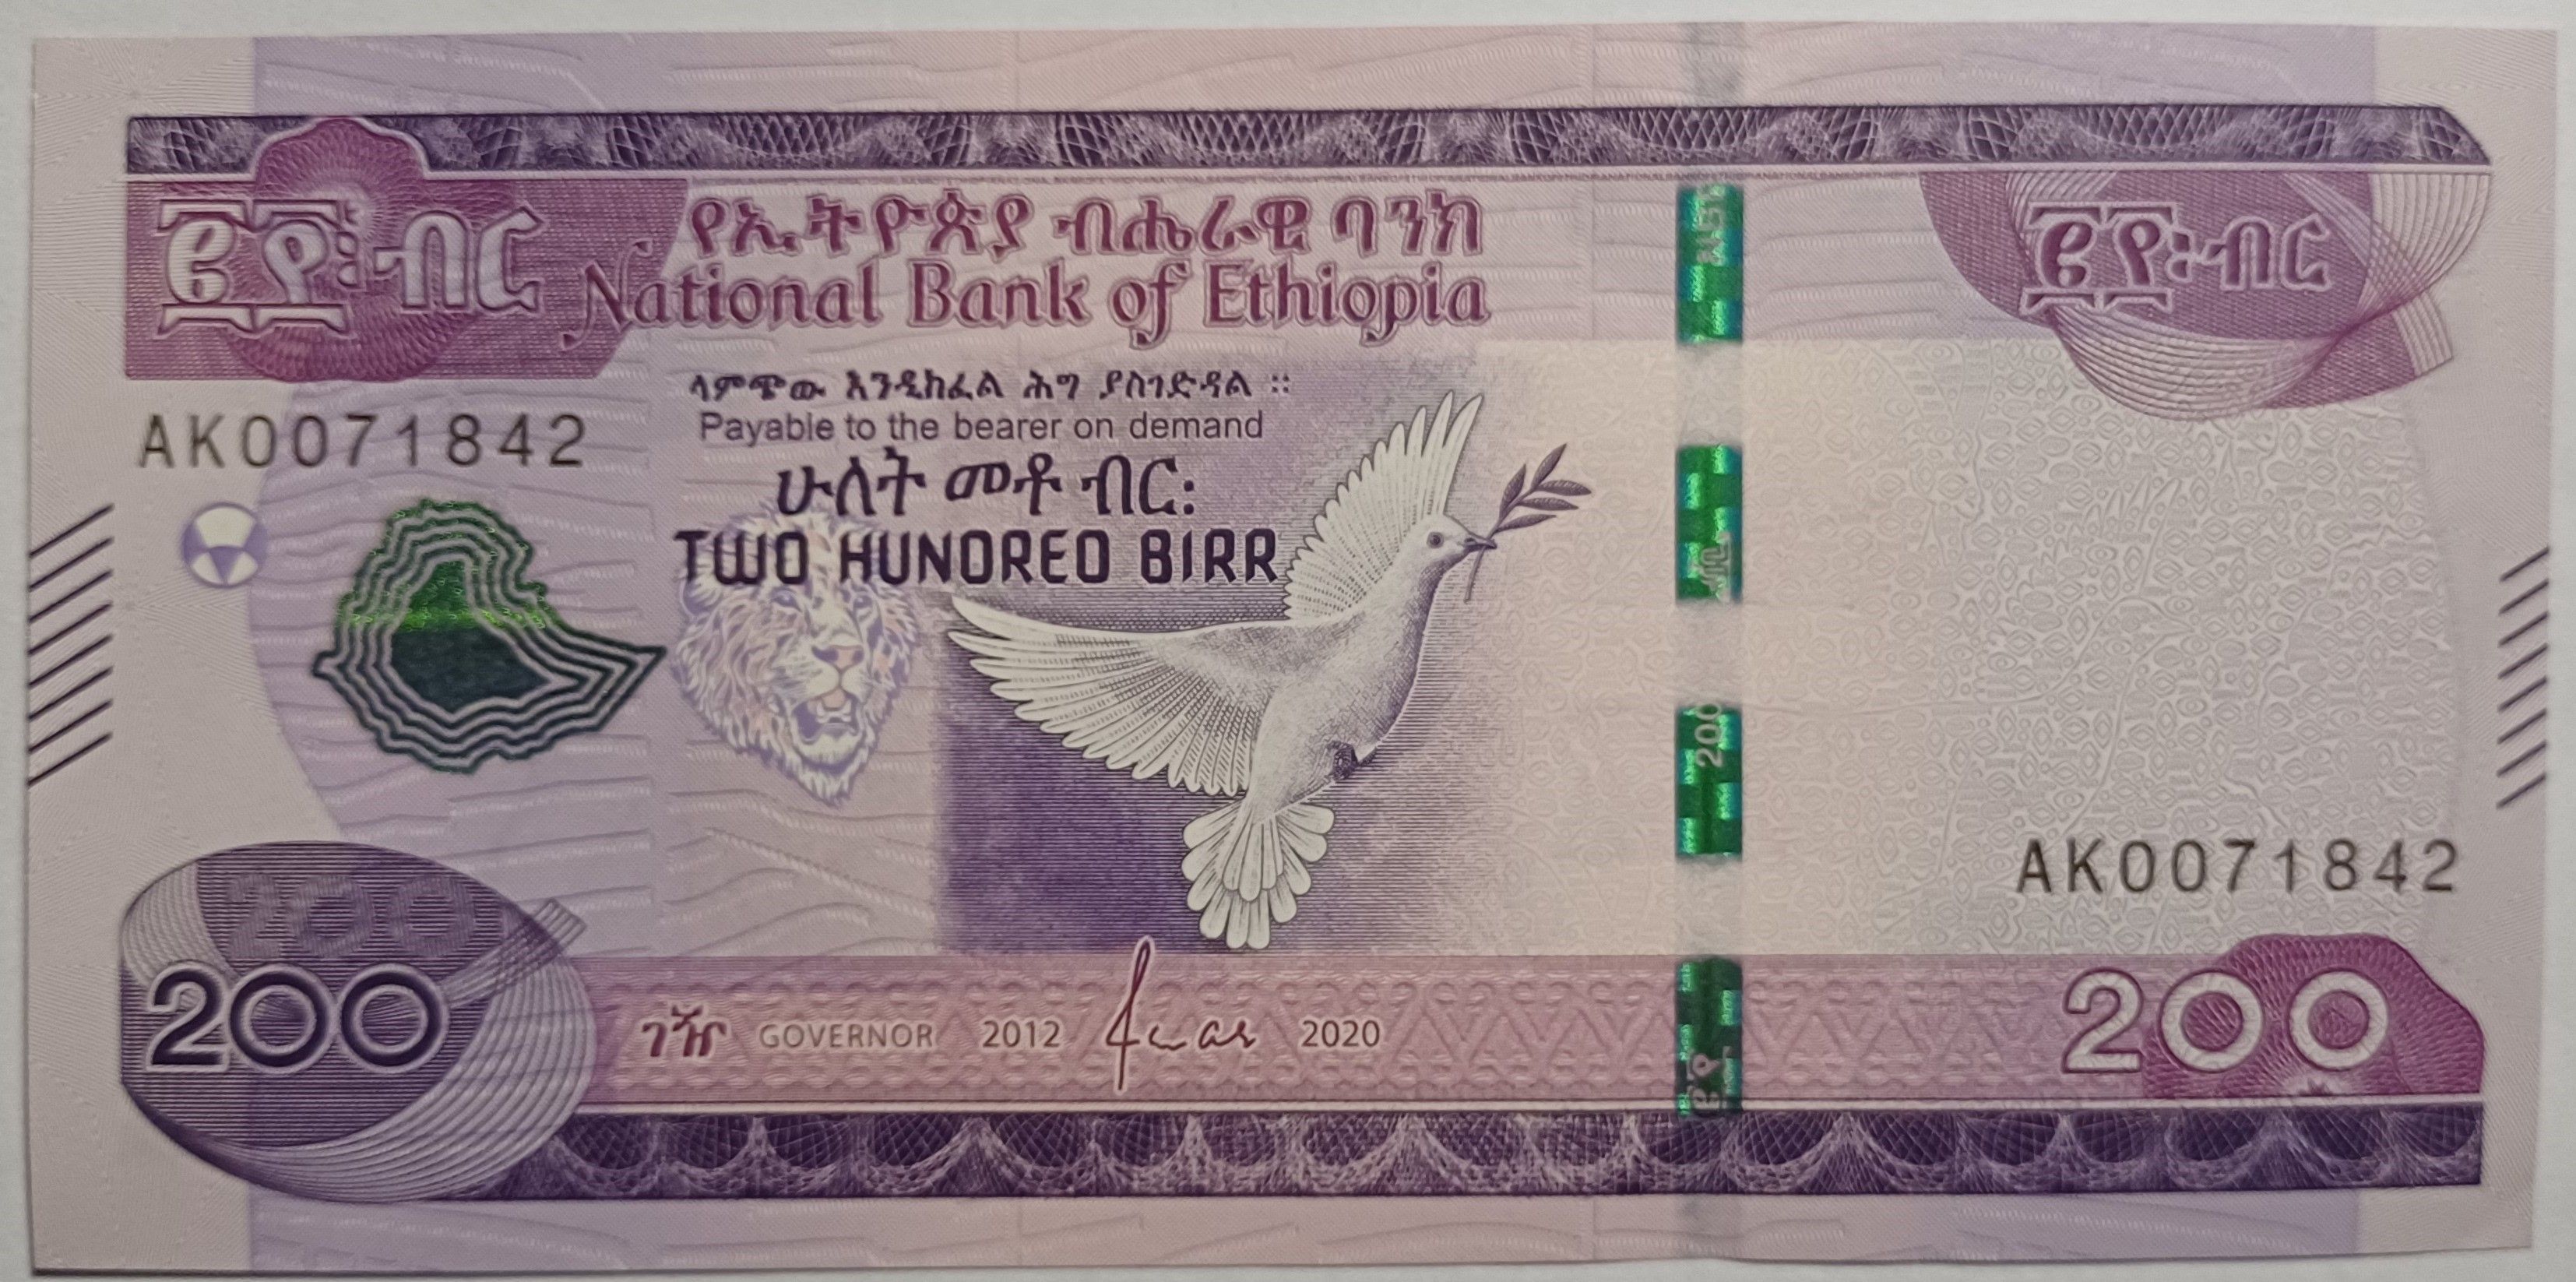 ፪፻፡ብር
የኢትዮጵያ ብሔራዊ ባንክ
፪፻፡ብር
National Bank of Ethiopia
ላምጭው እንዲከፈል ሕግ ያስገድዳል ።
Payable to the bearer on demand
AK0071842
ሁለት መቶ ብር፡
TWO HUNDRED BIRR
200
AK0071842
200
200
ገዥ GOVERNOR 2012 2020
200